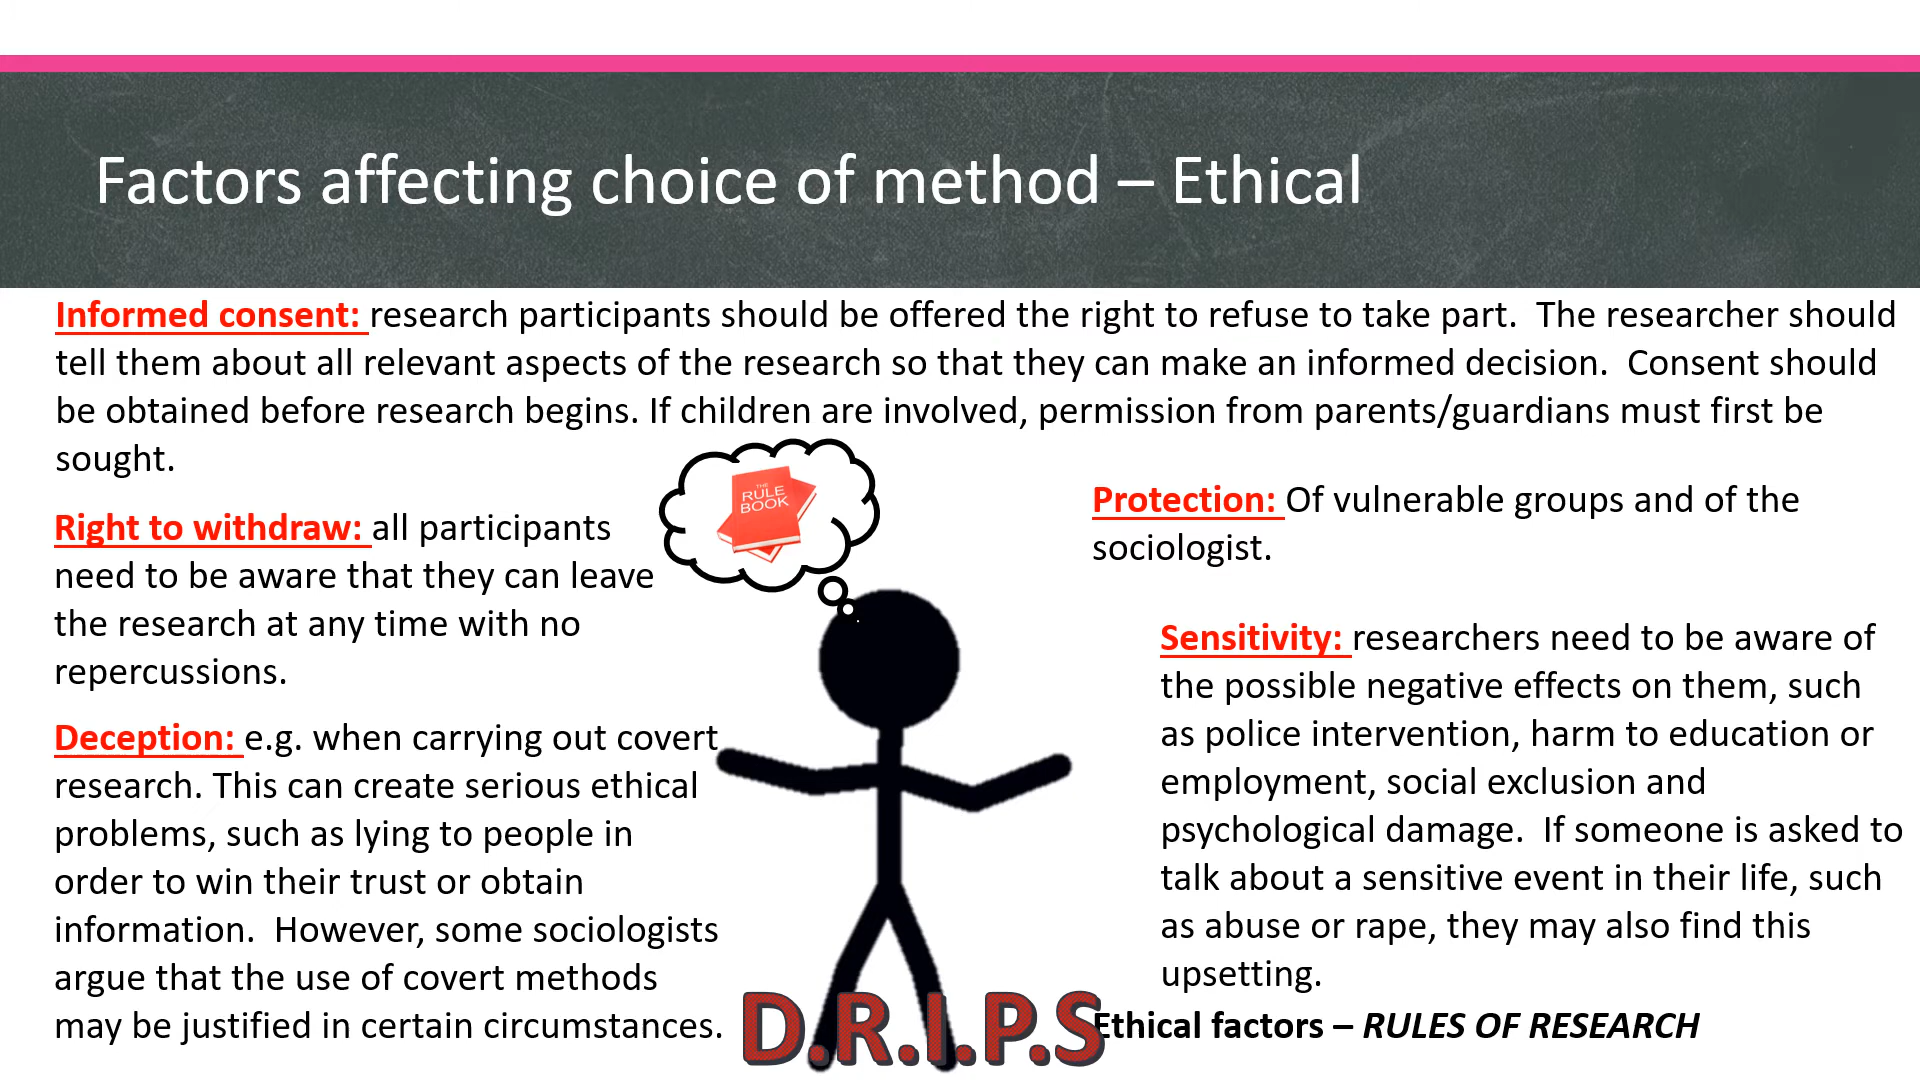 Factors affecting choice of method – Ethical
Informed consent: research participants should be offered the right to refuse to take part.  The researcher should
tell them about all relevant aspects of the research so that they can make an informed decision.  Consent should
be obtained before research begins. If children are involved, permission from parents/guardians must first be
sought.
THE
RULE
BOOK
Right to withdraw: all participants
need to be aware that they can leave
the research at any time with no
repercussions.
Deception: e.g. when carrying out covert
research. This can create serious ethical
problems, such as lying to people in
order to win their trust or obtain
information.  However, some sociologists
argue that the use of covert methods
may be justified in certain circumstances.
Protection: Of vulnerable groups and of the
sociologist.
Sensitivity: researchers need to be aware of
the possible negative effects on them, such
as police intervention, harm to education or
employment, social exclusion and
psychological damage.  If someone is asked to
talk about a sensitive event in their life, such
as abuse or rape, they may also find this
upsetting.
D.R.I.P.S
Ethical factors – RULES OF RESEARCH